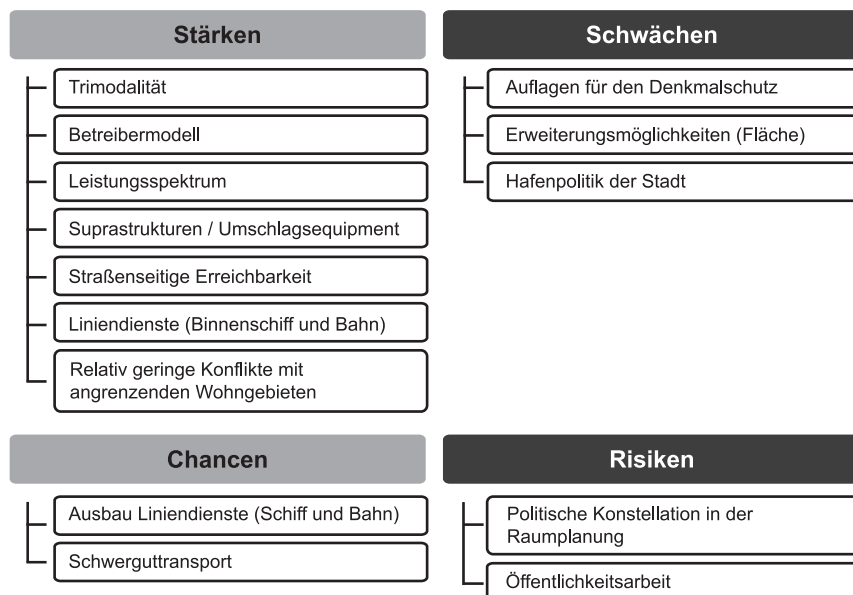 Stärken
Trimodalität
Betreibermodell
Leistungsspektrum
Suprastrukturen / Umschlagsequipment
Straßenseitige Erreichbarkeit
Liniendienste (Binnenschiff und Bahn)
Relativ geringe Konflikte mit
angrenzenden Wohngebieten
Schwächen
Auflagen für den Denkmalschutz
Erweiterungsmöglichkeiten (Fläche)
Hafenpolitik der Stadt
Chancen
Ausbau Liniendienste (Schiff und Bahn)
Schwerguttransport
Risiken
Politische Konstellation in der
Raumplanung
Öffentlichkeitsarbeit